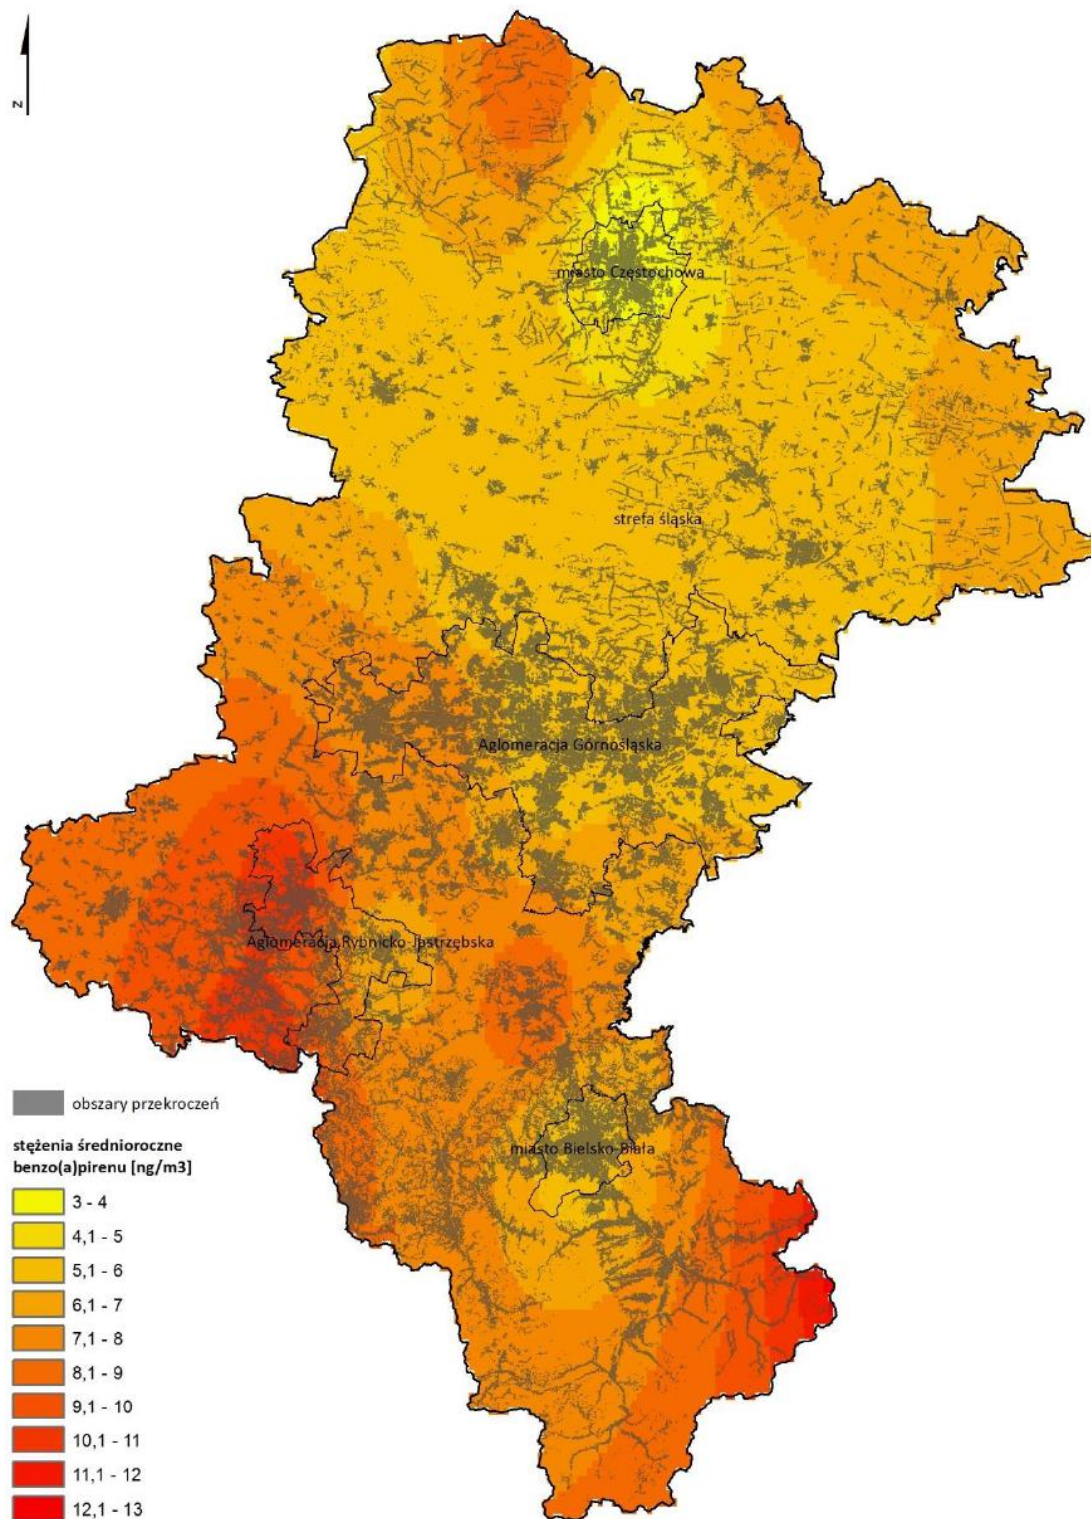 N
miasto Częstochowa
strefa śląska
Aglomeracja Górnośląska
Aglomeracja Rybnicko-Jastrzębska
miasto Bielsko-Biała
obszary przekroczeń
stężenia średnioroczne
benzo(a)pirenu [ng/m3]
3 - 4
4,1 - 5
5,1 - 6
6,1 - 7
7,1 - 8
8,1 - 9
9,1 - 10
10,1 - 11
11,1 - 12
12,1 - 13